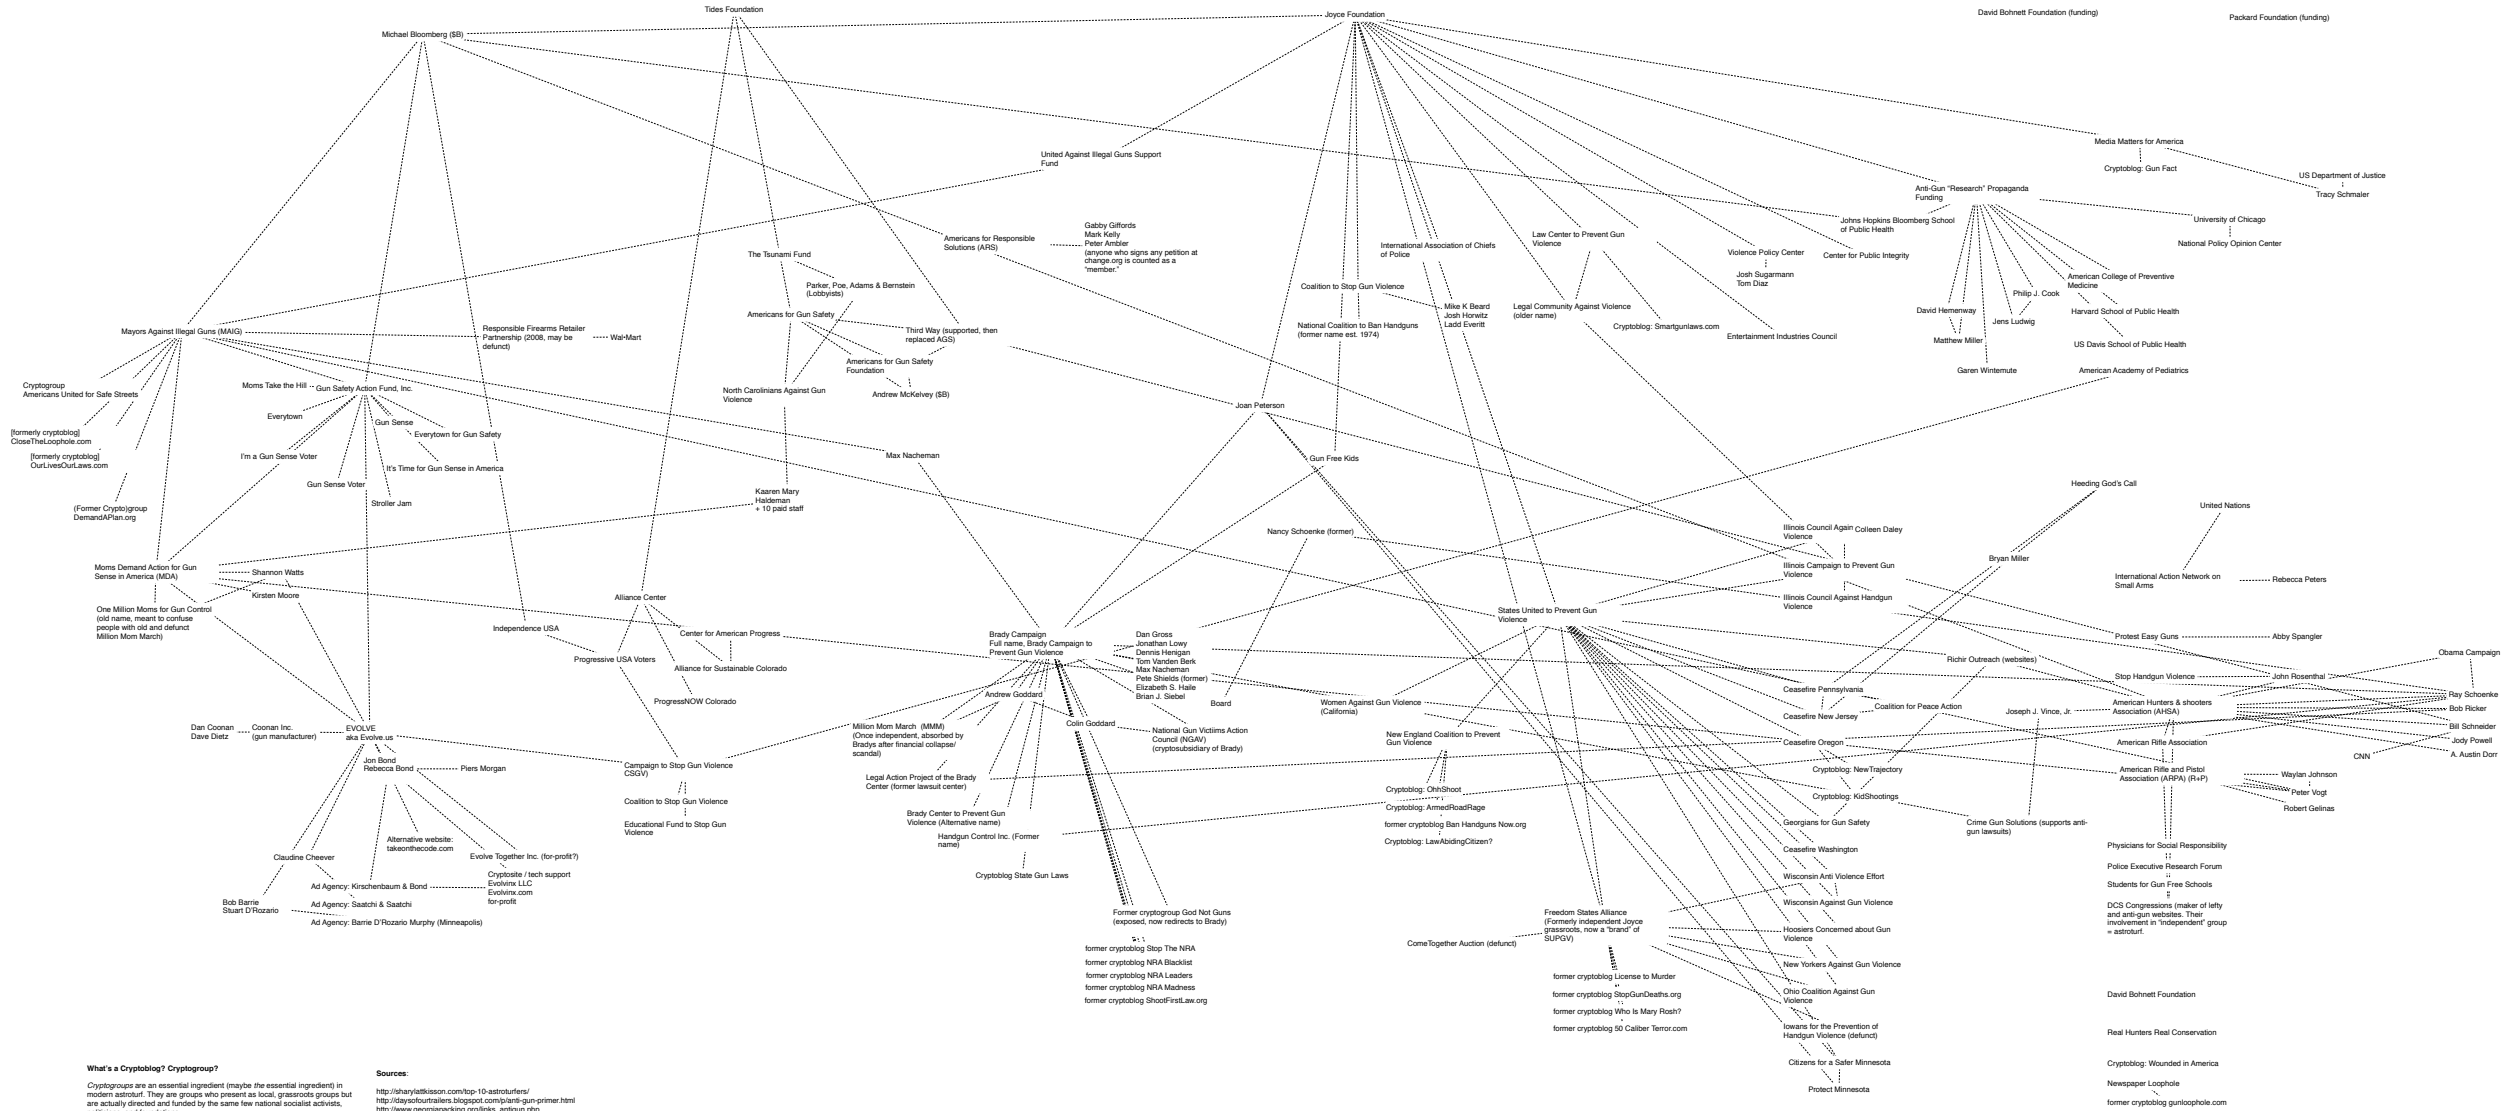 Tides Foundation
Joyce Foundation
David Bohnett Foundation (funding)
Packard Foundation (funding)
Michael Bloomberg ($B)
Media Matters for America
United Against Illegal Guns Support
Fund
Cryptoblog: Gun Fact
US Department of Justice
Tracy Schmaler
Anti-Gun "Research" Propaganda
Funding
Johns Hopkins Bloomberg School
of Public Health
University of Chicago
National Policy Opinion Center
Gabby Giffords
Mark Kelly
Peter Ambler
(anyone who signs any petition at
change.org is counted as a
"member."
Americans for Responsible
Solutions (ARS)
International Association of Chiefs
of Police
Law Center to Prevent Gun
Violence
Violence Policy Center
Center for Public Integrity
Josh Sugarmann
Tom Diaz
The Tsunami Fund
Parker, Poe, Adams & Bernstein
(Lobbyists)
Coalition to Stop Gun Violence
American College of Preventive
Medicine
Philip J. Cook
Harvard School of Public Health
David Hemenway
Jens Ludwig
Mike K Beard
Josh Horwitz
Ladd Everitt
Legal Community Against Violence
(older name)
Americans for Gun Safety
Mayors Against Illegal Guns (MAIG)
Responsible Firearms Retailer
Partnership (2008, may be
defunct)
Wal-Mart
Third Way (supported, then
replaced AGS)
National Coalition to Ban Handguns
(former name est. 1974)
Cryptoblog: Smartgunlaws.com
Entertainment Industries Council
Matthew Miller
US Davis School of Public Health
Garen Wintemute
American Academy of Pediatrics
Americans for Gun Safety
Foundation
Andrew McKelvey ($B)
North Carolinians Against Gun
Violence
Cryptogroup
Americans United for Safe Streets
Moms Take the Hill
Gun Safety Action Fund, Inc.
Everytown
Gun Sense
Everytown for Gun Safety
Joan Peterson
[formerly cryptoblog]
CloseTheLoophole.com
[formerly cryptoblog]
OurLivesOurLaws.com
I'm a Gun Sense Voter
It's Time for Gun Sense in America
Max Nacheman
Gun Free Kids
Gun Sense Voter
Stroller Jam
(Former Crypto)group
DemandAPlan.org
Kaaren Mary
Haldeman
+ 10 paid staff
Heeding God's Call
United Nations
Nancy Schoenke (former)
Illinois Council Again
Violence
Colleen Daley
Bryan Miller
Illinois Campaign to Prevent Gun
Violence
International Action Network on
Small Arms
Rebecca Peters
Moms Demand Action for Gun
Sense in America (MDA)
Shannon Watts
Kirsten Moore
One Million Moms for Gun Control
(old name, meant to confuse
people with old and defunct
Million Mom March)
Alliance Center
Illinois Council Against Handgun
Violence
States United to Prevent Gun
Violence
Independence USA
Center for American Progress
Brady Campaign
Full name, Brady Campaign to
Prevent Gun Violence
Dan Gross
Jonathan Lowy
Dennis Henigan
Tom Vanden Berk
Max Nacheman
Pete Shields (former)
Elizabeth S. Haile
Brian J. Siebel
Protest Easy Guns
Abby Spangler
Progressive USA Voters
Alliance for Sustainable Colorado
Richir Outreach (websites)
Obama Campaign
Stop Handgun Violence
John Rosenthal
ProgressNOW Colorado
Andrew Goddard
Board
Women Against Gun Violence
(California)
Ceasefire Pennsylvania
Ray Schoenke
Coalition for Peace Action
Joseph J. Vince, Jr.
American Hunters & shooters
Association (AHSA)
Bob Ricker
Ceasefire New Jersey
Dan Coonan
Dave Dietz
Coonan Inc.
(gun manufacturer)
EVOLVE
aka Evolve.us
Million Mom March (MMM)
(Once independent, absorbed by
Bradys after financial collapse/
scandal)
Colin Goddard
National Gun Victiims Action
Council (NGAV)
(cryptosubsidiary of Brady)
New England Coalition to Prevent
Gun Violence
Ceasefire Oregon
American Rifle Association
Bill Schneider
Jody Powell
CNN
A. Austin Dorr
Jon Bond
Rebecca Bond
Piers Morgan
Campaign to Stop Gun Violence
CSGV)
Cryptoblog: NewTrajectory
American Rifle and Pistol
Association (ARPA) (R+P)
Waylan Johnson
Peter Vogt
Robert Gelinas
Legal Action Project of the Brady
Center (former lawsuit center)
Cryptoblog: OhhShoot
Cryptoblog: KidShootings
Coalition to Stop Gun Violence
Cryptoblog: ArmedRoadRage
Brady Center to Prevent Gun
Violence (Alternative name)
Educational Fund to Stop Gun
Violence
former cryptoblog Ban Handguns Now.org
Georgians for Gun Safety
Crime Gun Solutions (supports anti-
gun lawsuits)
Handgun Control Inc. (Former
name)
Cryptoblog: LawAbidingCitizen?
Alternative website:
takeonthecode.com
Ceasefire Washington
Physicians for Social Responsibility
Claudine Cheever
Evolve Together Inc. (for-profit?)
Police Executive Research Forum
Cryptoblog State Gun Laws
Wisconsin Anti Violence Effort
Cryptosite / tech support
Evolvinx LLC
Evolvinx.com
for-profit
Ad Agency: Kirschenbaum & Bond
Students for Gun Free Schools
Bob Barrie
Stuart D'Rozario
Ad Agency: Saatchi & Saatchi
Wisconsin Against Gun Violence
DCS Congressions (maker of lefty
and anti-gun websites. Their
involvement in "independent" group
= astroturf.
Ad Agency: Barrie D'Rozario Murphy (Minneapolis)
Former cryptogroup God Not Guns
(exposed, now redirects to Brady)
Freedom States Alliance
(Formerly independent Joyce
grassroots, now a "brand" of
SUPGV)
Hoosiers Concerned about Gun
Violence
ComeTogether Auction (defunct)
former cryptoblog Stop The NRA
former cryptoblog NRA Blacklist
New Yorkers Against Gun Violence
former cryptoblog NRA Leaders
former cryptoblog License to Murder
former cryptoblog NRA Madness
Ohio Coalition Against Gun
Violence
former cryptoblog StopGunDeaths.org
David Bohnett Foundation
former cryptoblog ShootFirstLaw.org
former cryptoblog Who Is Mary Rosh?
former cryptoblog 50 Caliber Terror.com
Iowans for the Prevention of
Handgun Violence (defunct)
Real Hunters Real Conservation
Citizens for a Safer Minnesota
Cryptoblog: Wounded in America
Protect Minnesota
Newspaper Loophole
former cryptoblog gunloophole.com
What's a Cryptoblog? Cryptogroup?
Cryptogroups are an essential ingredient (maybe the essential ingredient) in
modern astroturf. They are groups who present as local, grassroots groups but
are actually directed and funded by the same few national socialist activists,
Sources:
http://sharylattkisson.com/top-10-astroturfers/
http://daysofourtrailers.blogspot.com/p/anti-gun-primer.html
http://www.georgiapacking.org/links_antigun.php